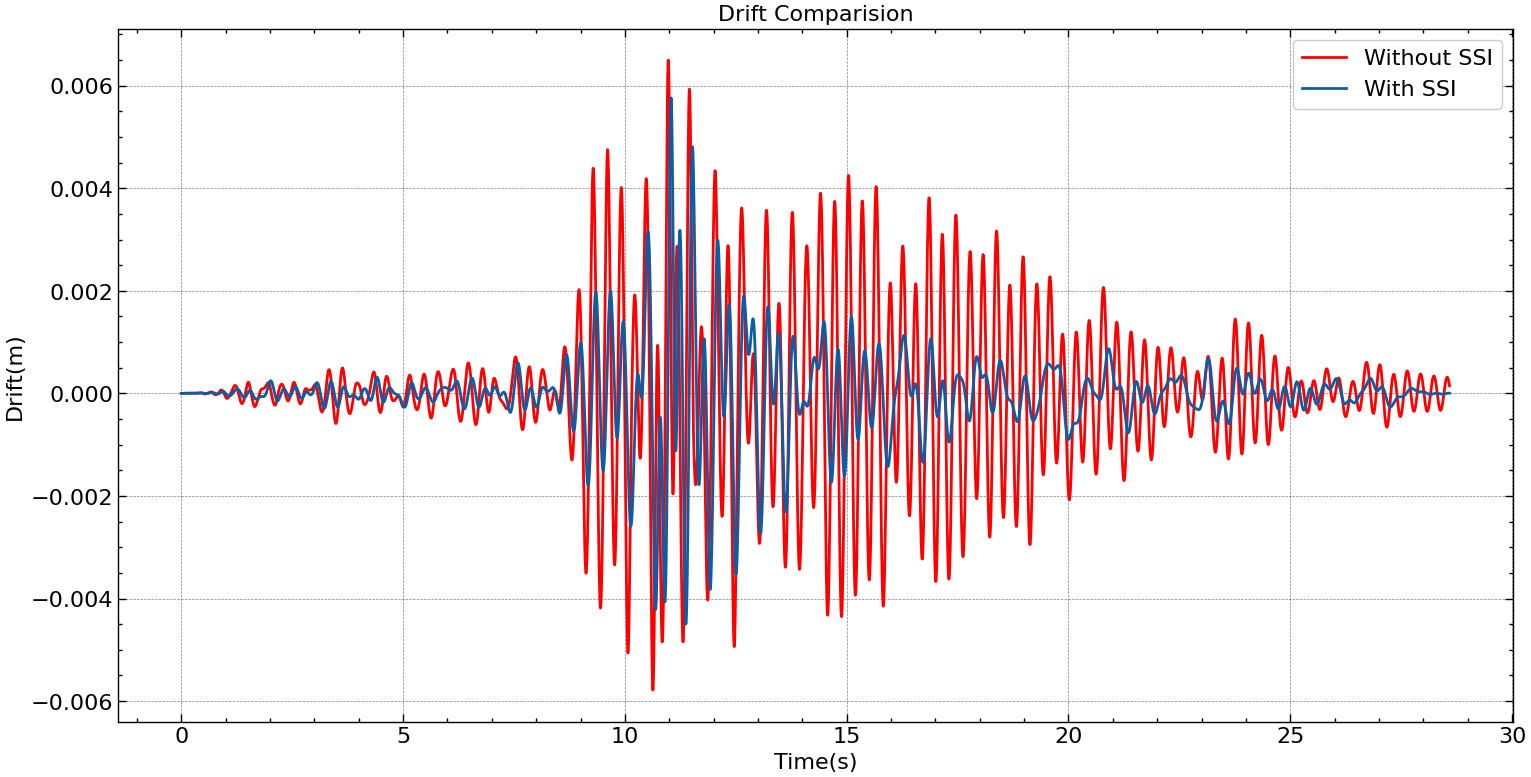 Drift Comparision
Without SSI
With SSI
0.006
0.004
0.002
0.000
−0.002
−0.004
−0.006
Drift(m)
0 5 10 15 20 25 30
Time(s)